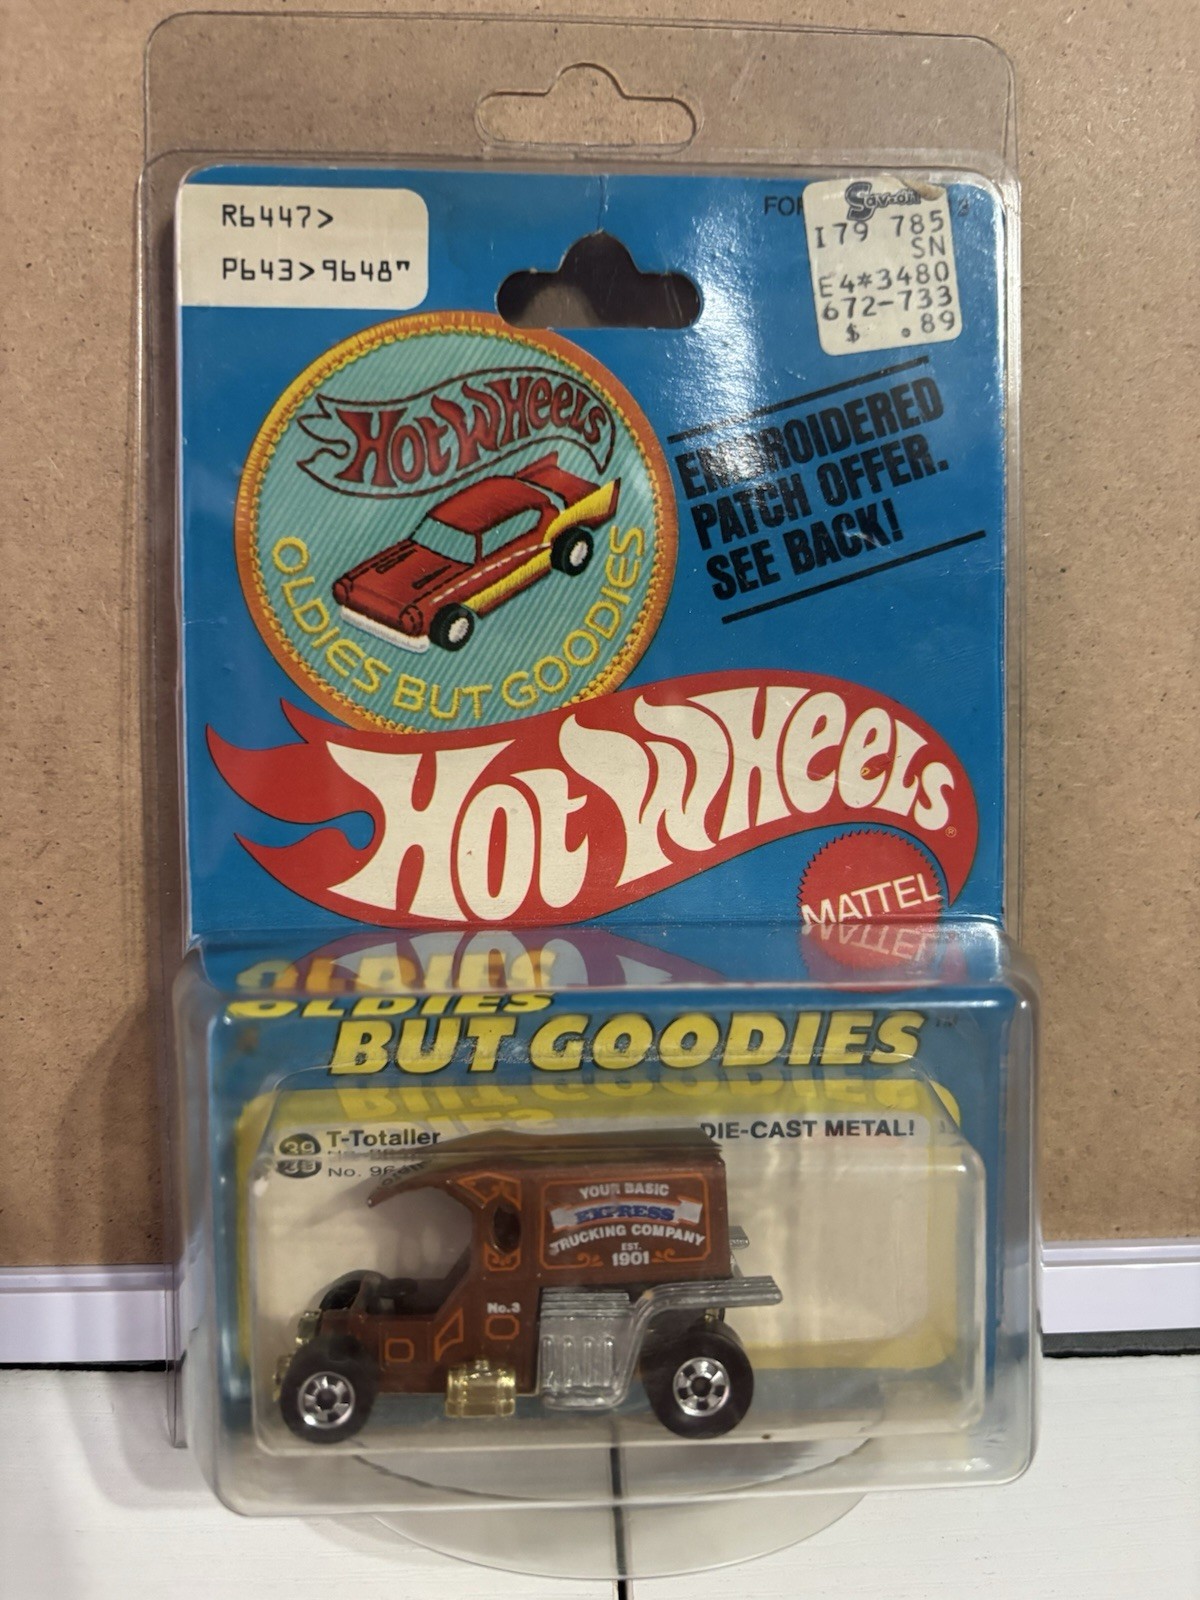 R6447>
P643>9648"
Sav-on
I79 785
SN
E4*3480
672-733
$ .89
HOT WHEELS
OLDIES BUT GOODIES
EMBROIDERED
PATCH OFFER.
SEE BACK!
HOT WHEELS®
MATTEL
OLDIES
BUT GOODIES
39 T-Totaller
No.
DIE-CAST METAL!
YOUR BASIC
EXPRESS
TRUCKING COMPANY
EST.
1901
No.3